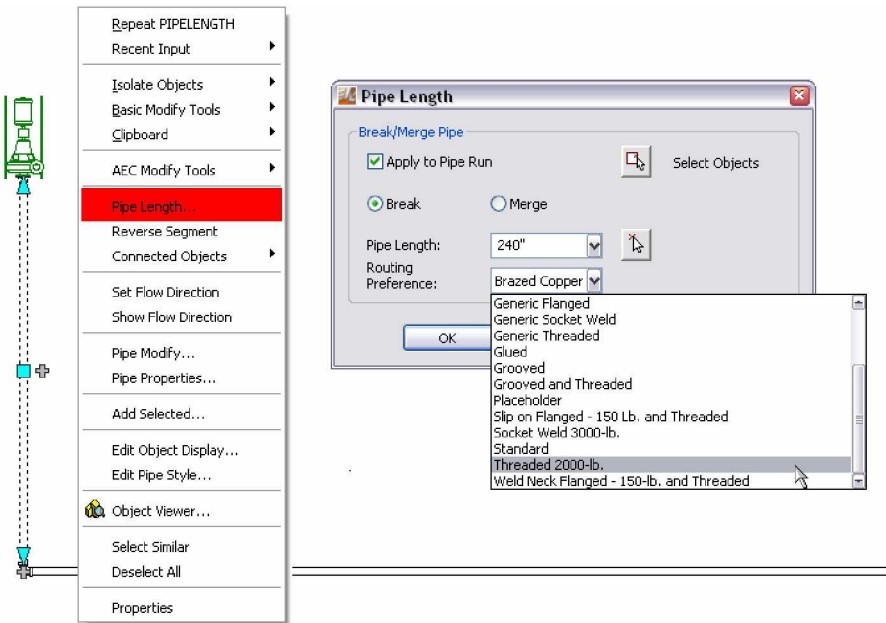 Repeat PIPELENGTH
Recent Input
Isolate Objects
Basic Modify Tools
Clipboard
AEC Modify Tools
Pipe Length...
Reverse Segment
Connected Objects
Set Flow Direction
Show Flow Direction
Pipe Modify...
Pipe Properties...
Add Selected...
Edit Object Display...
Edit Pipe Style...
Object Viewer...
Select Similar
Deselect All
Properties
Pipe Length
Break/Merge Pipe
Apply to Pipe Run
Select Objects
Break
Merge
Pipe Length:
240"
Routing
Preference:
Brazed Copper
OK
Generic Flanged
Generic Socket Weld
Generic Threaded
Glued
Grooved
Grooved and Threaded
Placeholder
Slip on Flanged - 150 Lb. and Threaded
Socket Weld 3000-lb.
Standard
Threaded 2000-lb.
Weld Neck Flanged - 150-lb. and Threaded